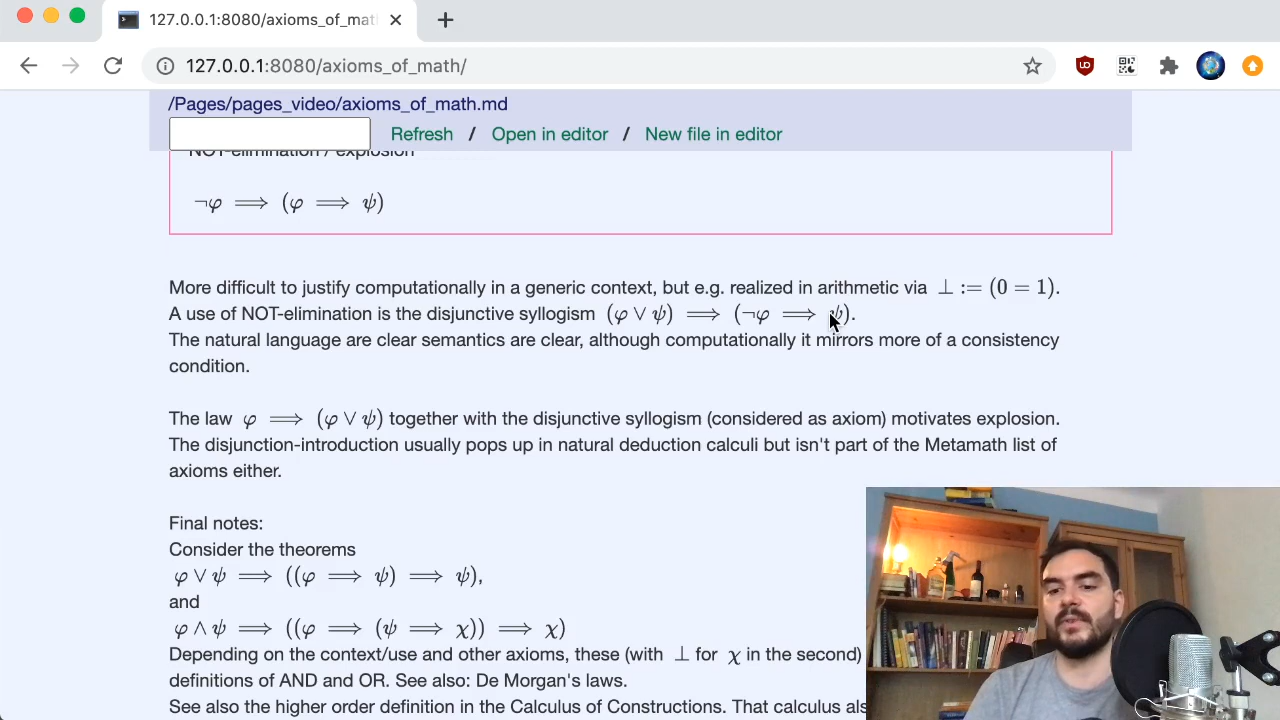 127.0.0.1:8080/axioms_of_mat
127.0.0.1:8080/axioms_of_math/
/Pages/pages_video/axioms_of_math.md
Refresh / Open in editor / New file in editor
NOT-elimination / explosion
¬φ ⟹ (φ ⟹ ψ)
More difficult to justify computationally in a generic context, but e.g. realized in arithmetic via ⊥ := (0 = 1).
A use of NOT-elimination is the disjunctive syllogism (φ ∨ ψ) ⟹ (¬φ ⟹ ψ).
The natural language are clear semantics are clear, although computationally it mirrors more of a consistency
condition.
The law φ ⟹ (φ ∨ ψ) together with the disjunctive syllogism (considered as axiom) motivates explosion.
The disjunction-introduction usually pops up in natural deduction calculi but isn't part of the Metamath list of
axioms either.
Final notes:
Consider the theorems
φ ∨ ψ ⟹ ((φ ⟹ ψ) ⟹ ψ),
and
φ ∧ ψ ⟹ ((φ ⟹ (ψ ⟹ χ)) ⟹ χ)
Depending on the context/use and other axioms, these (with ⊥ for χ in the second)
definitions of AND and OR. See also: De Morgan's laws.
See also the higher order definition in the Calculus of Constructions. That calculus als